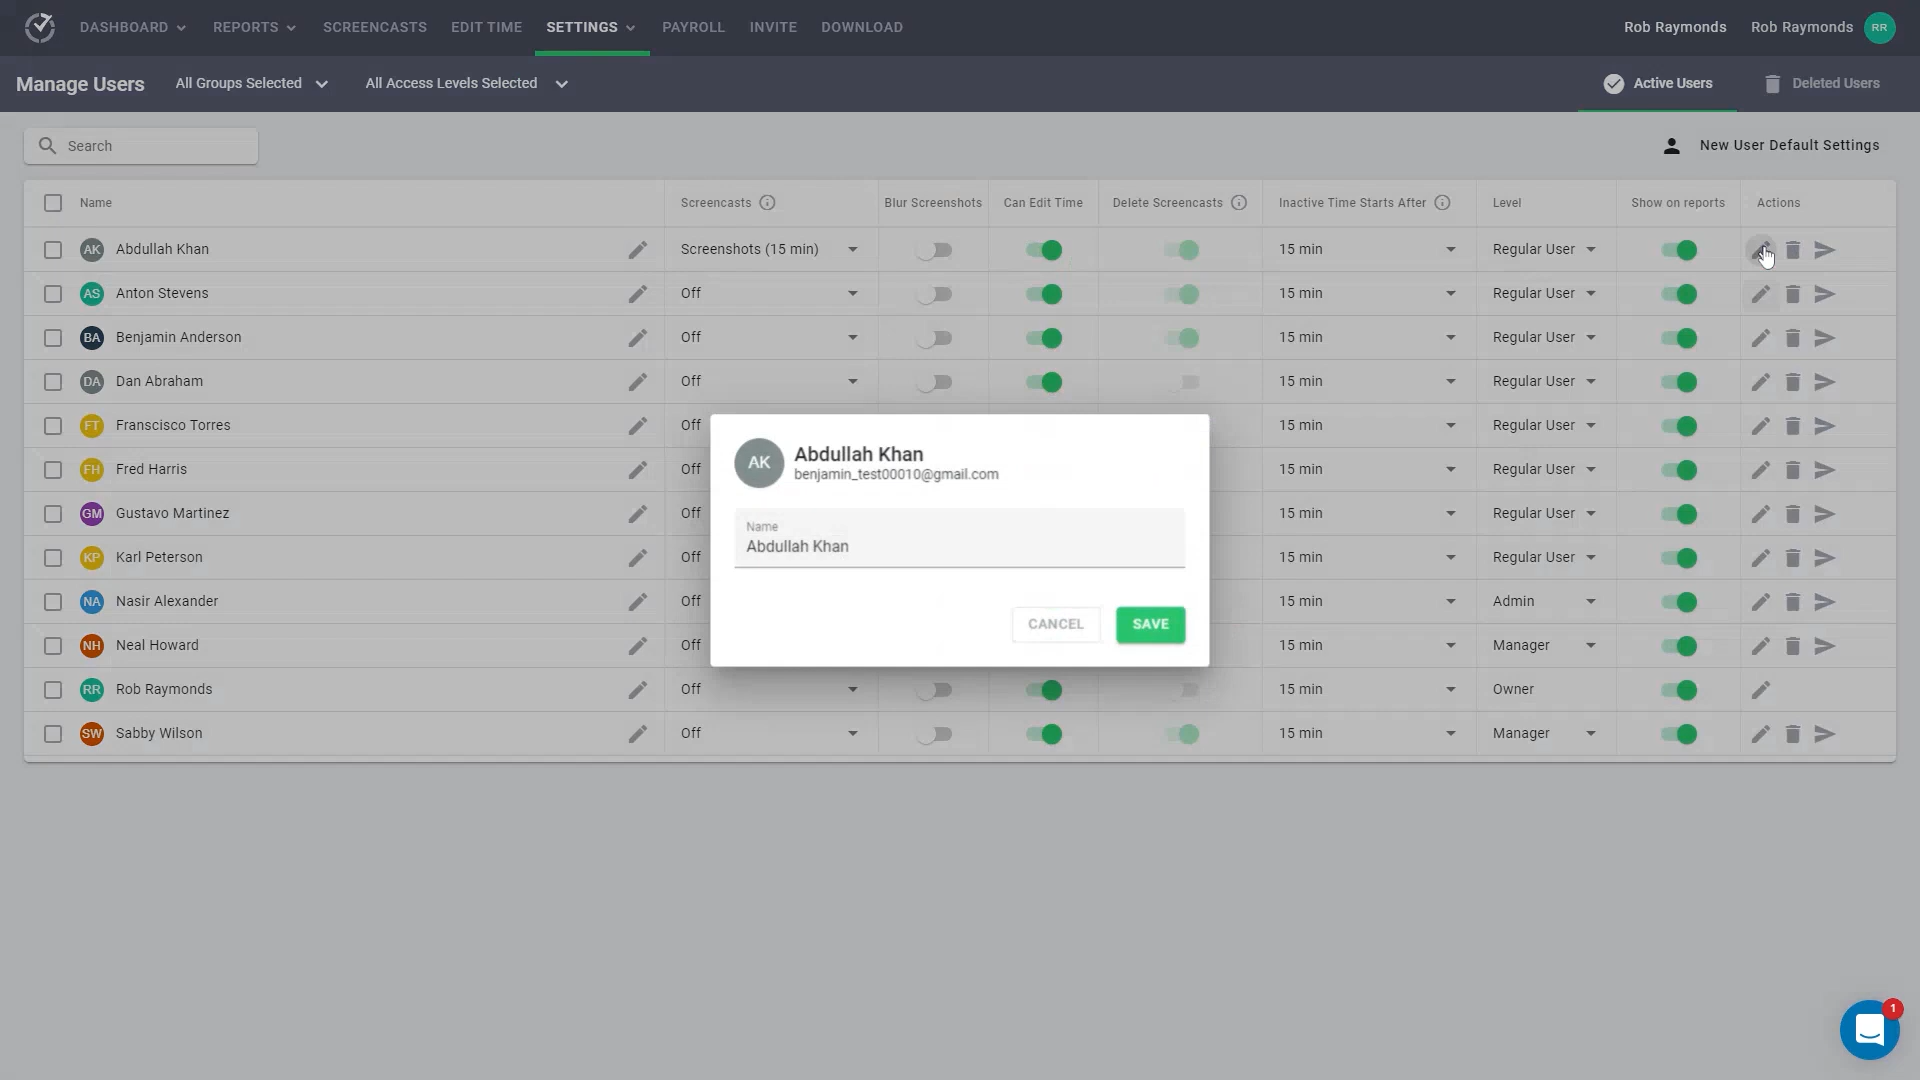 DASHBOARD REPORTS SCREENCASTS EDIT TIME SETTINGS PAYROLL INVITE DOWNLOAD Rob Raymonds Rob Raymonds RR
Manage Users All Groups Selected All Access Levels Selected Active Users Deleted Users
Search New User Default Settings
Name Screencasts Blur Screenshots Can Edit Time Delete Screencasts Inactive Time Starts After Level Show on reports Actions
AK Abdullah Khan Screenshots (15 min) 15 min Regular User
AS Anton Stevens Off 15 min Regular User
BA Benjamin Anderson Off 15 min Regular User
DA Dan Abraham Off 15 min Regular User
FT Franscisco Torres Off 15 min Regular User
FH Fred Harris Off 15 min Regular User
GM Gustavo Martinez Off 15 min Regular User
KP Karl Peterson Off 15 min Regular User
NA Nasir Alexander Off 15 min Admin
NH Neal Howard Off 15 min Manager
RR Rob Raymonds Off 15 min Owner
SW Sabby Wilson Off 15 min Manager
AK Abdullah Khan
benjamin_test00010@gmail.com
Name
Abdullah Khan
CANCEL SAVE
1